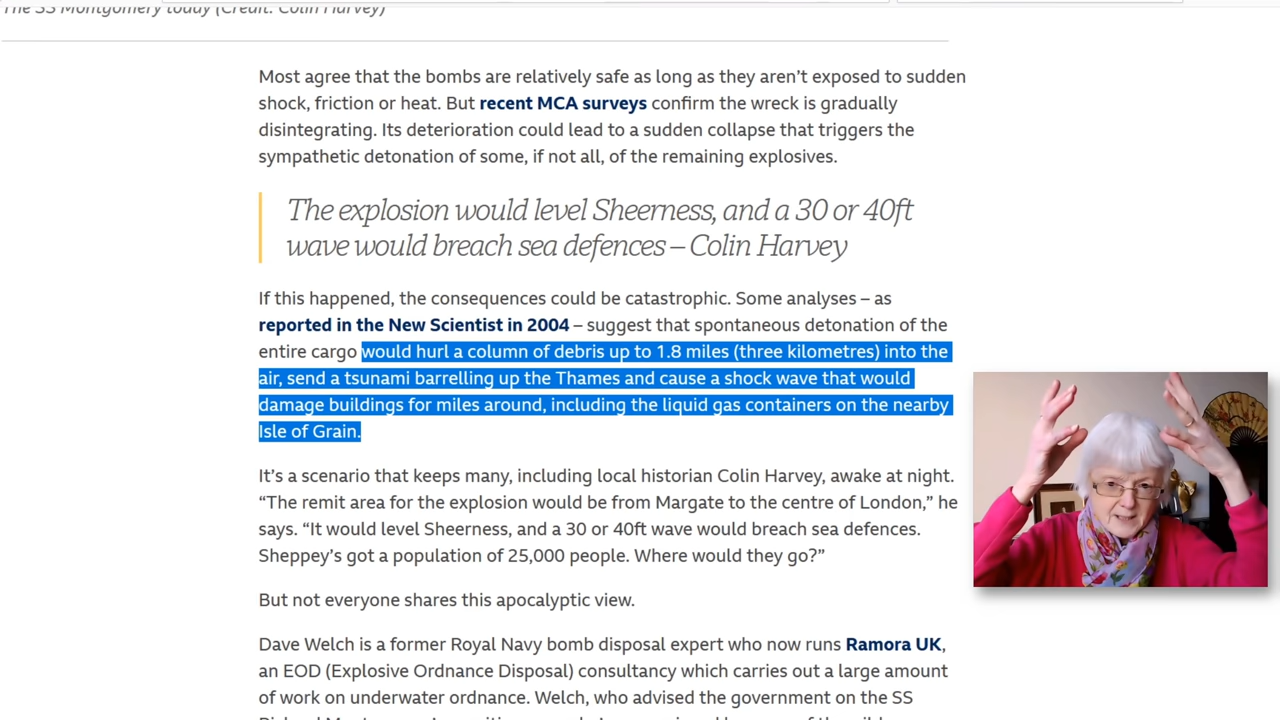 The SS Montgomery today (Credit: Colin Harvey)
Most agree that the bombs are relatively safe as long as they aren’t exposed to sudden
shock, friction or heat. But recent MCA surveys confirm the wreck is gradually
disintegrating. Its deterioration could lead to a sudden collapse that triggers the
sympathetic detonation of some, if not all, of the remaining explosives.
The explosion would level Sheerness, and a 30 or 40ft
wave would breach sea defences – Colin Harvey
If this happened, the consequences could be catastrophic. Some analyses – as
reported in the New Scientist in 2004 – suggest that spontaneous detonation of the
entire cargo would hurl a column of debris up to 1.8 miles (three kilometres) into the
air, send a tsunami barrelling up the Thames and cause a shock wave that would
damage buildings for miles around, including the liquid gas containers on the nearby
Isle of Grain.
It’s a scenario that keeps many, including local historian Colin Harvey, awake at night.
“The remit area for the explosion would be from Margate to the centre of London,” he
says. “It would level Sheerness, and a 30 or 40ft wave would breach sea defences.
Sheppey’s got a population of 25,000 people. Where would they go?”
But not everyone shares this apocalyptic view.
Dave Welch is a former Royal Navy bomb disposal expert who now runs Ramora UK,
an EOD (Explosive Ordnance Disposal) consultancy which carries out a large amount
of work on underwater ordnance. Welch, who advised the government on the SS